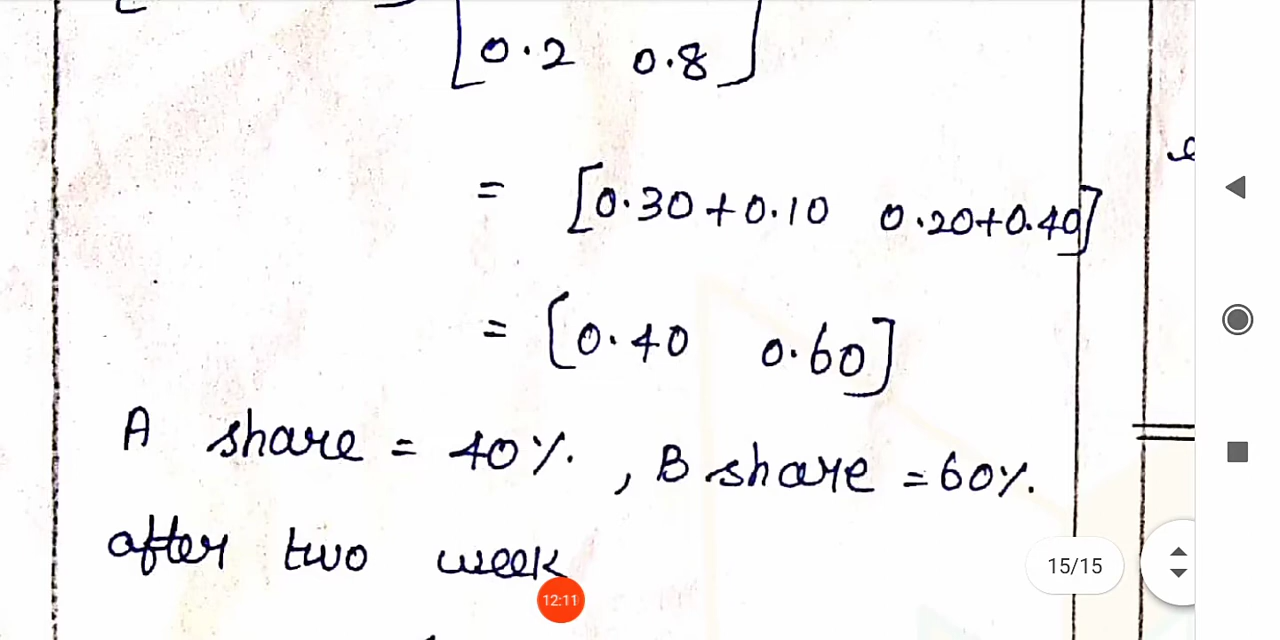 [0.2 0.8]
= [0.30+0.10 0.20+0.40]
= [0.40 0.60]
A share = 40%. , B share = 60%.
after two week
15/15
12:11